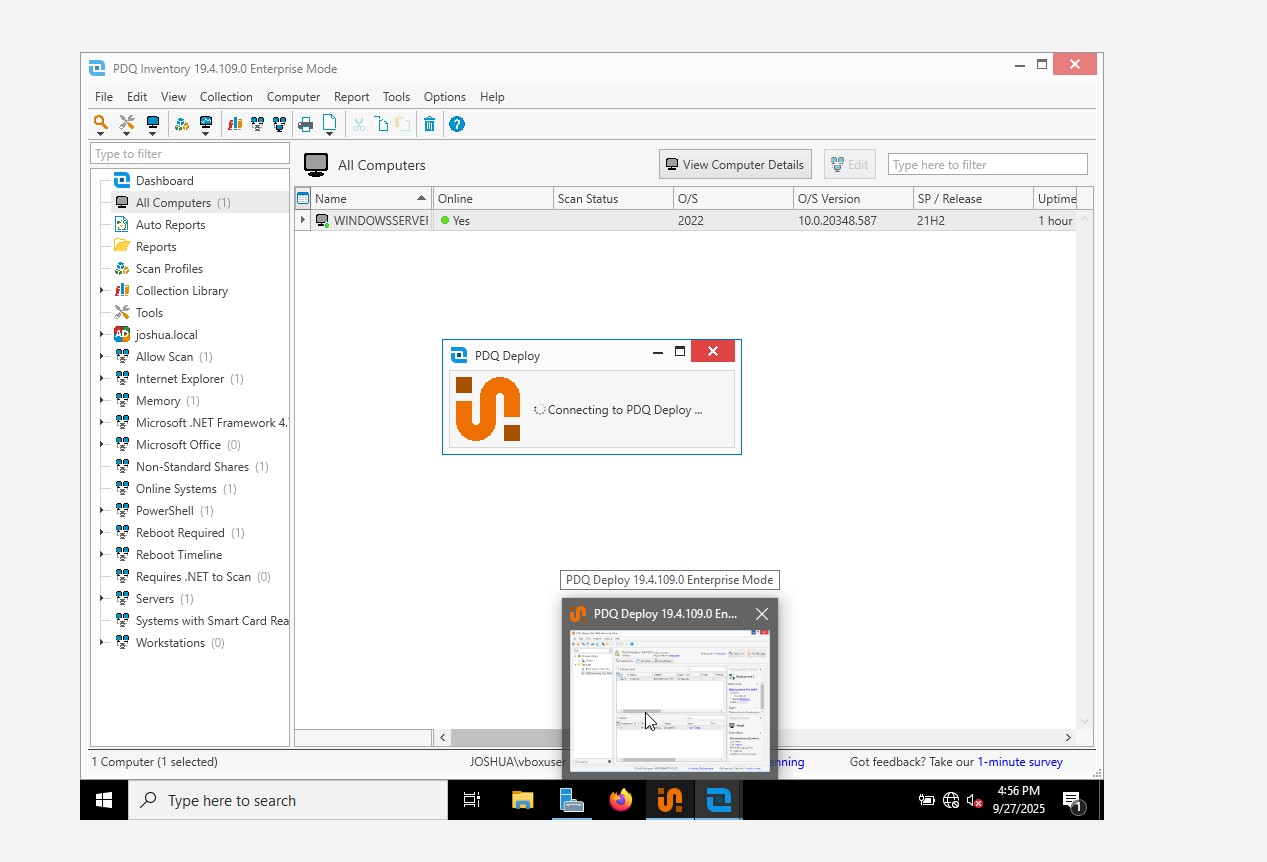 PDQ Inventory 19.4.109.0 Enterprise Mode
File Edit View Collection Computer Report Tools Options Help
Type to filter
All Computers
View Computer Details
Edit
Type here to filter
Name Online Scan Status O/S O/S Version SP / Release Uptime
WINDOWSSERVER Yes 2022 10.0.20348.587 21H2 1 hour
Dashboard
All Computers (1)
Auto Reports
Reports
Scan Profiles
Collection Library
Tools
AD joshua.local
Allow Scan (1)
Internet Explorer (1)
Memory (1)
Microsoft .NET Framework 4.
Microsoft Office (0)
Non-Standard Shares (1)
Online Systems (1)
PowerShell (1)
Reboot Required (1)
Reboot Timeline
Requires .NET to Scan (0)
Servers (1)
Systems with Smart Card Rea
Workstations (0)
PDQ Deploy
Connecting to PDQ Deploy ...
PDQ Deploy 19.4.109.0 Enterprise Mode
PDQ Deploy 19.4.109.0 En...
1 Computer (1 selected)
JOSHUA\vboxuser
anning
Got feedback? Take our 1-minute survey
Type here to search
4:56 PM
9/27/2025
1